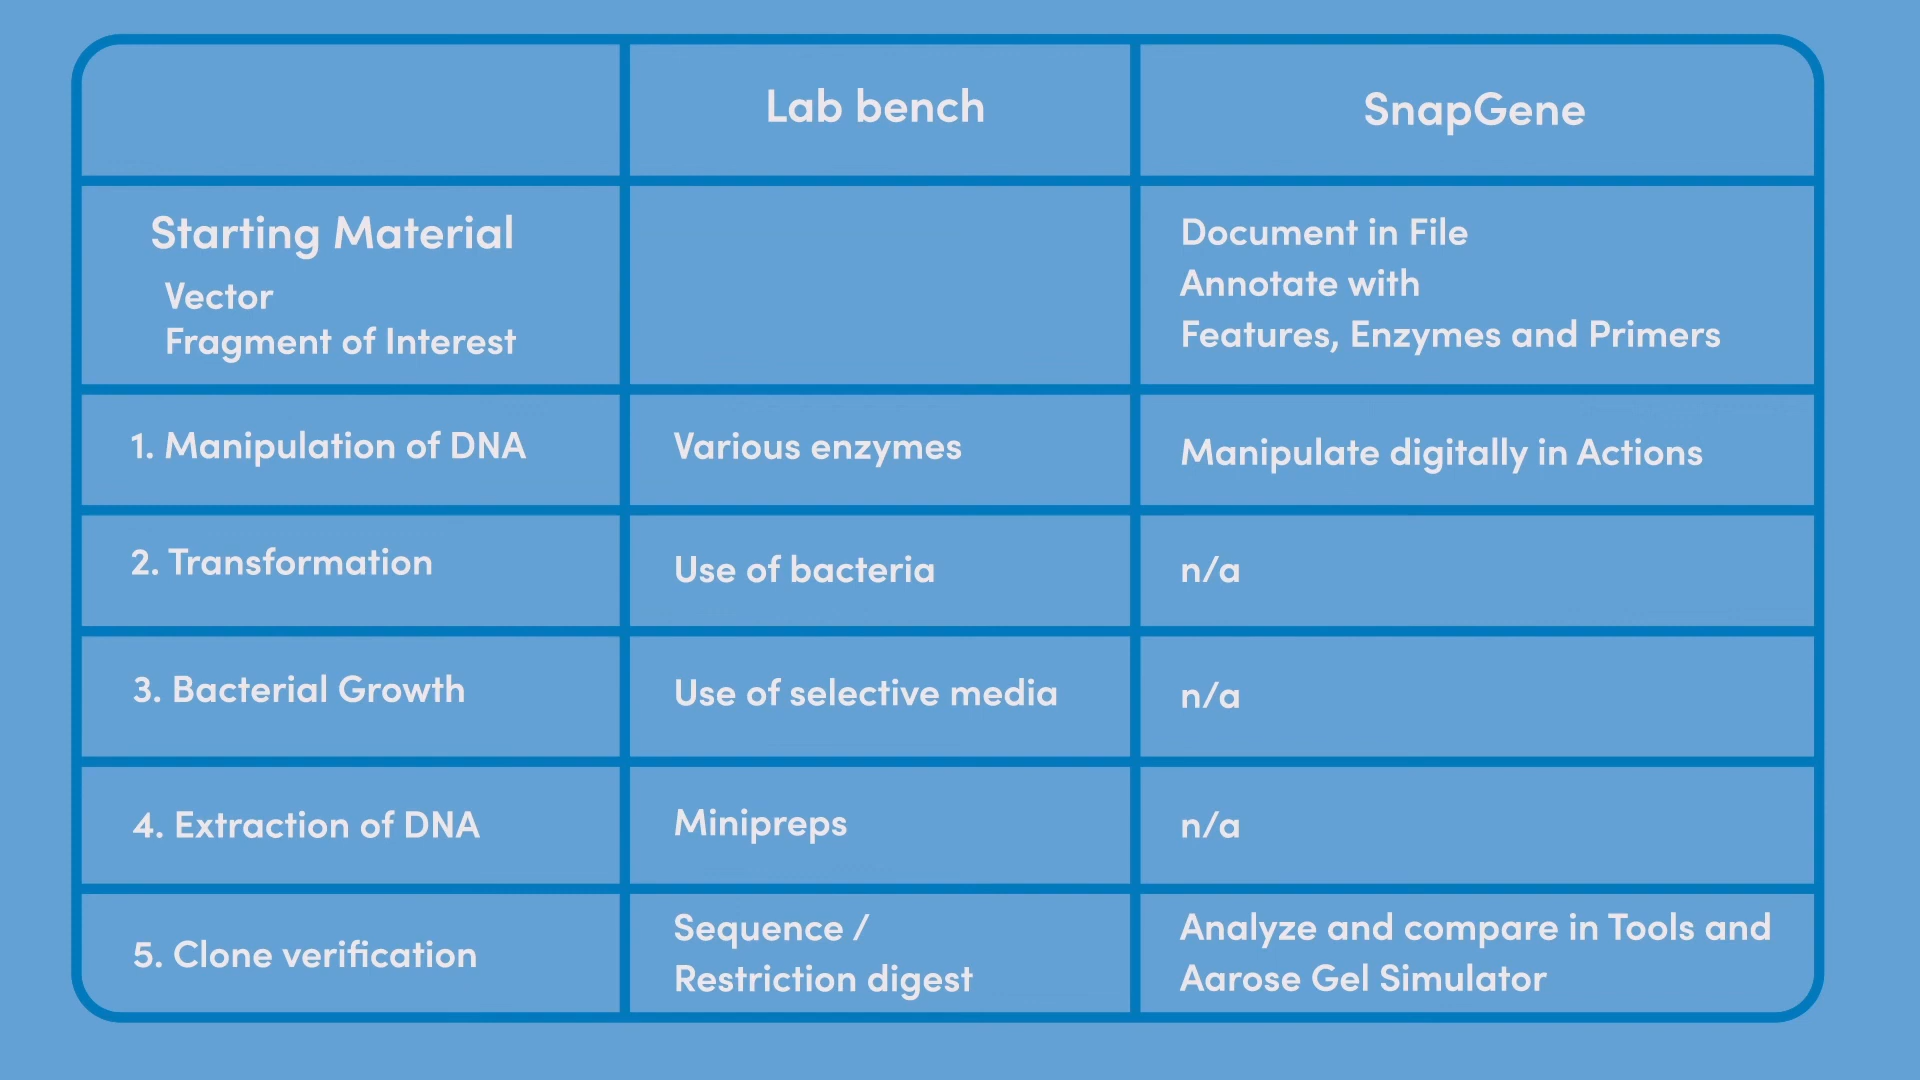 Lab bench
SnapGene
Starting Material
Vector
Fragment of Interest
Document in File
Annotate with
Features, Enzymes and Primers
1. Manipulation of DNA
Various enzymes
Manipulate digitally in Actions
2. Transformation
Use of bacteria
n/a
3. Bacterial Growth
Use of selective media
n/a
4. Extraction of DNA
Minipreps
n/a
5. Clone verification
Sequence /
Restriction digest
Analyze and compare in Tools and
Aarose Gel Simulator